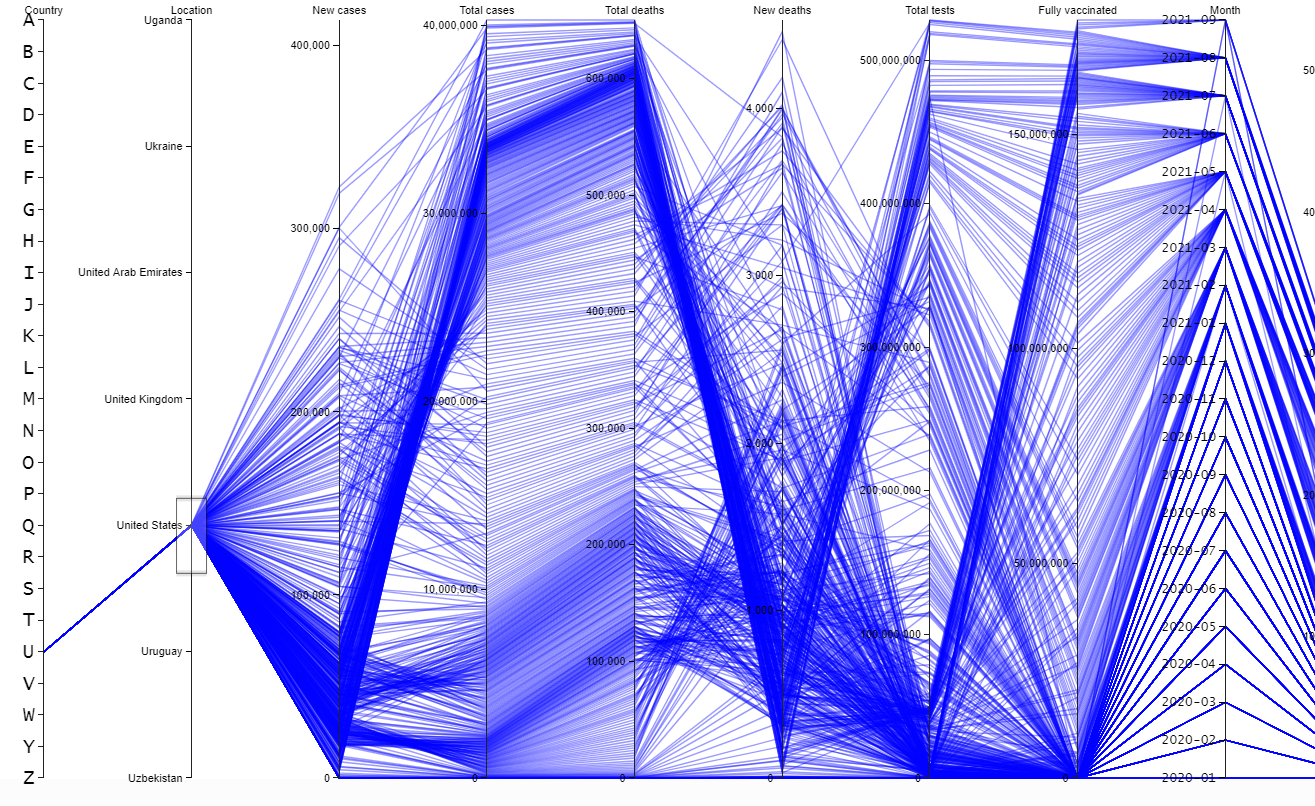 Country
Location
New cases
Total cases
Total deaths
New deaths
Total tests
Fully vaccinated
Month
A
B
C
D
E
F
G
H
I
J
K
L
M
N
O
P
Q
R
S
T
U
V
W
Y
Z
Uganda
Ukraine
United Arab Emirates
United Kingdom
United States
Uruguay
Uzbekistan
400,000
300,000
200,000
100,000
0
40,000,000
30,000,000
20,000,000
10,000,000
0
600,000
500,000
400,000
300,000
200,000
100,000
0
4,000
3,000
2,000
1,000
0
500,000,000
400,000,000
300,000,000
200,000,000
100,000,000
0
150,000,000
100,000,000
50,000,000
0
2021-09
2021-08
2021-07
2021-06
2021-05
2021-04
2021-03
2021-02
2021-01
2020-12
2020-11
2020-10
2020-09
2020-08
2020-07
2020-06
2020-05
2020-04
2020-03
2020-02
2020-01
50
40